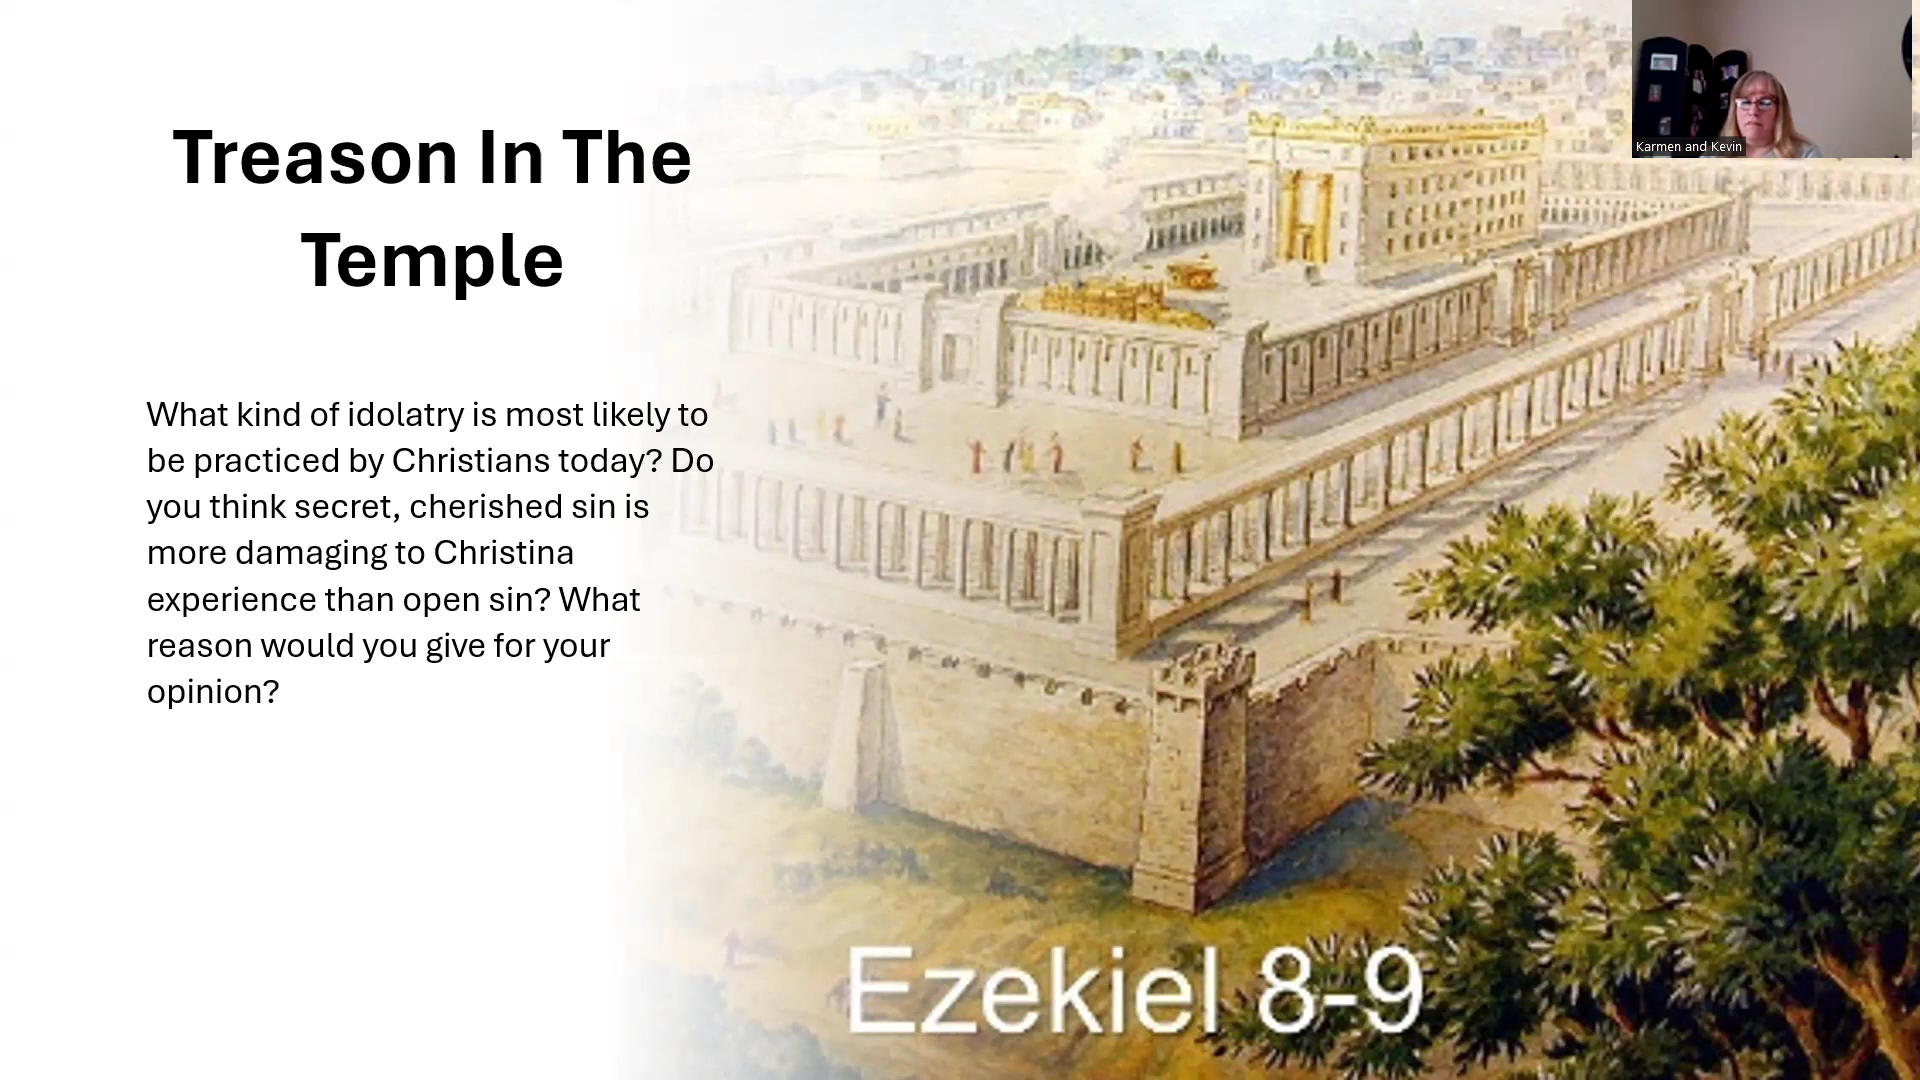 Treason In The
Temple
What kind of idolatry is most likely to
be practiced by Christians today? Do
you think secret, cherished sin is
more damaging to Christina
experience than open sin? What
reason would you give for your
opinion?
Ezekiel 8-9
Karmen and Kevin